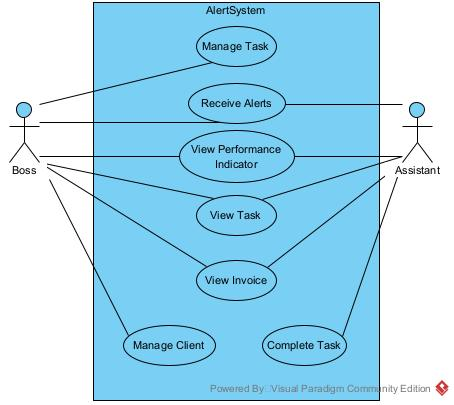 AlertSystem
Manage Task
Receive Alerts
View Performance
Indicator
Boss
Assistant
View Task
View Invoice
Manage Client
Complete Task
Powered By: Visual Paradigm Community Edition